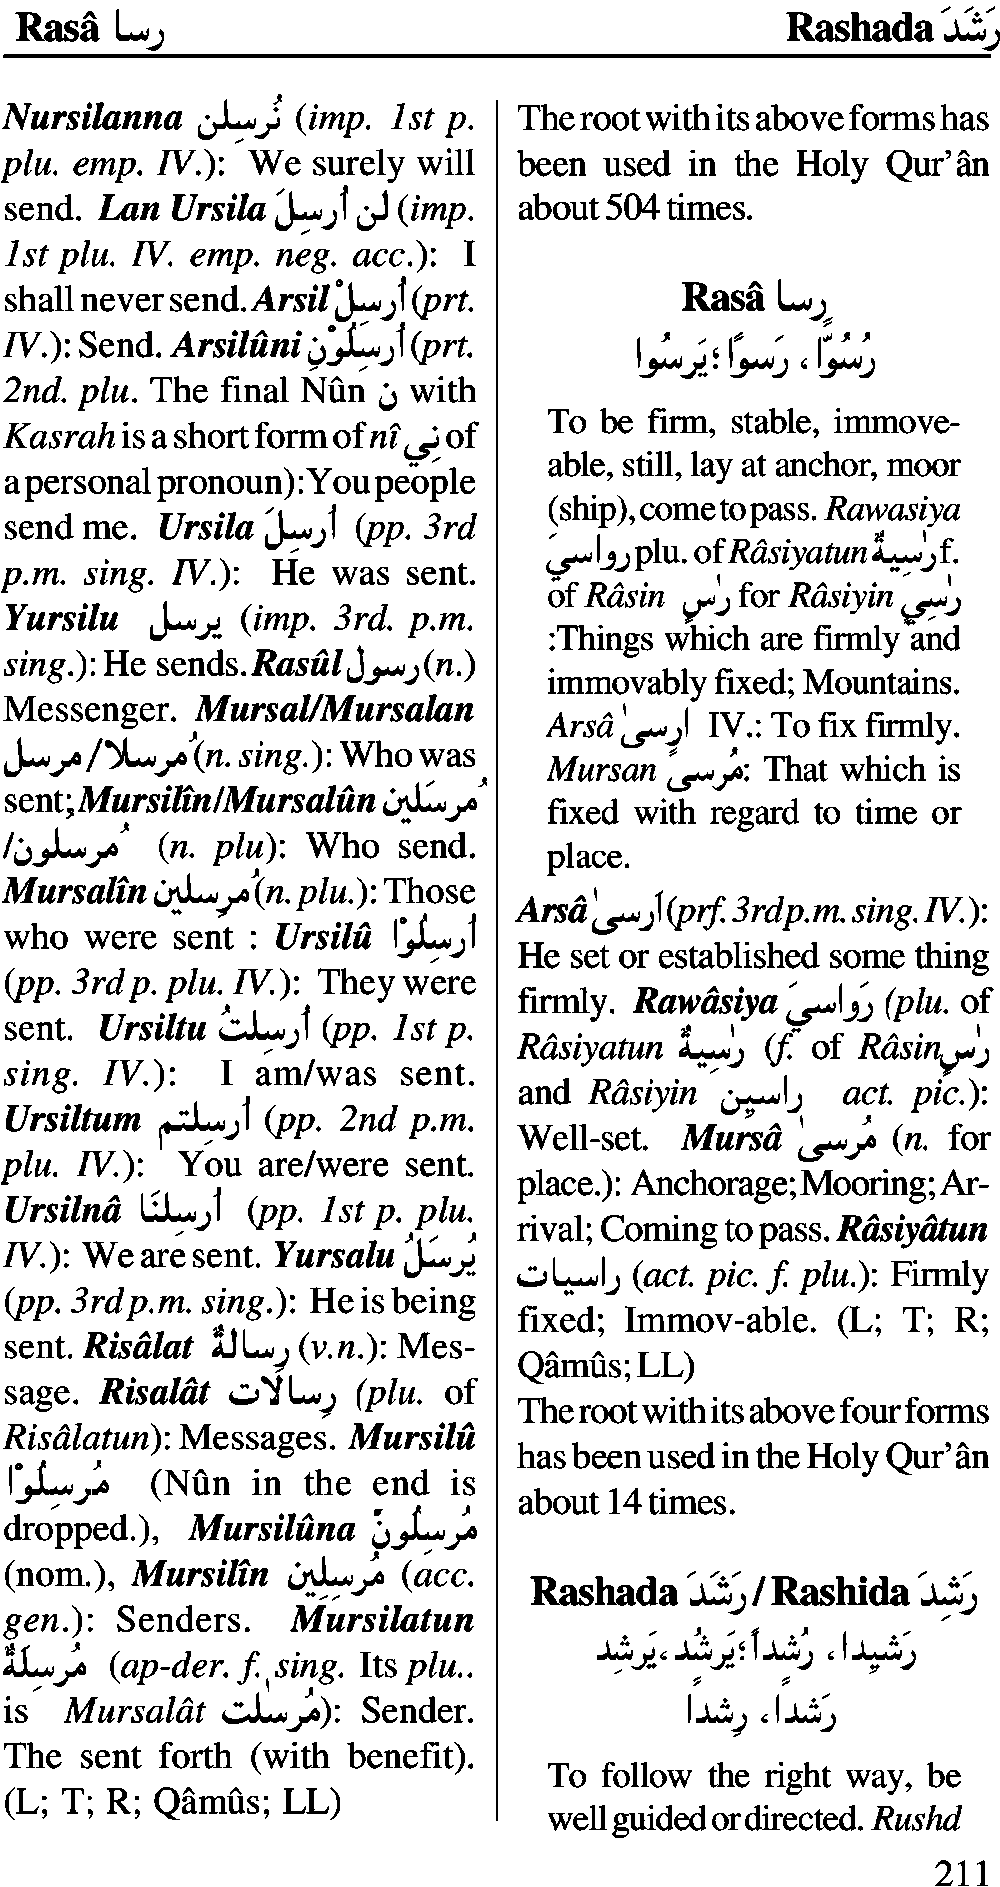 Rasâ رسا
Rashada رَشَدَ
Nursilanna نُرسِلن (imp. 1st p.
plu. emp. IV.): We surely will
send. Lan Ursila لن أرسِلَ (imp.
1st plu. IV. emp. neg. acc.): I
shall never send. Arsil أرسِلْ (prt.
IV.): Send. Arsilûni أرسِلُوْنِ (prt.
2nd. plu. The final Nûn ن with
Kasrah is a short form of nî نِي of
a personal pronoun): You people
send me. Ursila أرسِلَ (pp. 3rd
p.m. sing. IV.): He was sent.
Yursilu يرسل (imp. 3rd. p.m.
sing.): He sends. Rasûl رسول (n.)
Messenger. Mursal/Mursalan
مرسل / مُرسلا (n. sing.): Who was
sent; Mursilîn/Mursalûn مُرسَلين
/مُرسلون (n. plu): Who send.
Mursalîn مُرسِلين (n. plu.): Those
who were sent : Ursilû أرسِلُوْا
(pp. 3rd p. plu. IV.): They were
sent. Ursiltu أرسِلتُ (pp. 1st p.
sing. IV.): I am/was sent.
Ursiltum أرسِلتم (pp. 2nd p.m.
plu. IV.): You are/were sent.
Ursilnâ أرسِلنَا (pp. 1st p. plu.
IV.): We are sent. Yursalu يُرسَلُ
(pp. 3rd p.m. sing.): He is being
sent. Risâlat رِسالةٌ (v.n.): Mes-
sage. Risalât رِسالَات (plu. of
Risâlatun): Messages. Mursilû
مُرسِلُوْا (Nûn in the end is
dropped.), Mursilûna مُرسِلُونَ
(nom.), Mursilîn مُرسِلِين (acc.
gen.): Senders. Mursilatun
مُرسِلَةٌ (ap-der. f. sing. Its plu..
is Mursalât مُرسلت): Sender.
The sent forth (with benefit).
(L; T; R; Qâmûs; LL)
The root with its above forms has
been used in the Holy Qur’ân
about 504 times.
Rasâ رسا
رُسُوًّا، رَسوًا؛ يَرسُوا
To be firm, stable, immove-
able, still, lay at anchor, moor
(ship), come to pass. Rawasiya
رواسيَ plu. of Râsiyatun رٰسِيةٌ f.
of Râsin رٰسٍ for Râsiyin رٰسِيٍ
:Things which are firmly and
immovably fixed; Mountains.
Arsâ ارسىٰ IV.: To fix firmly.
Mursan مُرسىً: That which is
fixed with regard to time or
place.
Arsâ أرسىٰ (prf. 3rd p.m. sing. IV.):
He set or established some thing
firmly. Rawâsiya رَوَاسيَ (plu. of
Râsiyatun رٰسِيةٌ (f. of Râsin رٰسٍ
and Râsiyin راسيين act. pic.):
Well-set. Mursâ مُرسىٰ (n. for
place.): Anchorage; Mooring; Ar-
rival; Coming to pass. Râsiyâtun
راسيات (act. pic. f. plu.): Firmly
fixed; Immov-able. (L; T; R;
Qâmûs; LL)
The root with its above four forms
has been used in the Holy Qur’ân
about 14 times.
Rashada رَشَدَ / Rashida رَشِدَ
رَشيدا، رُشداً؛ يَرشُد، يَرشِد
رَشداً، رِشداً
To follow the right way, be
well guided or directed. Rushd
211